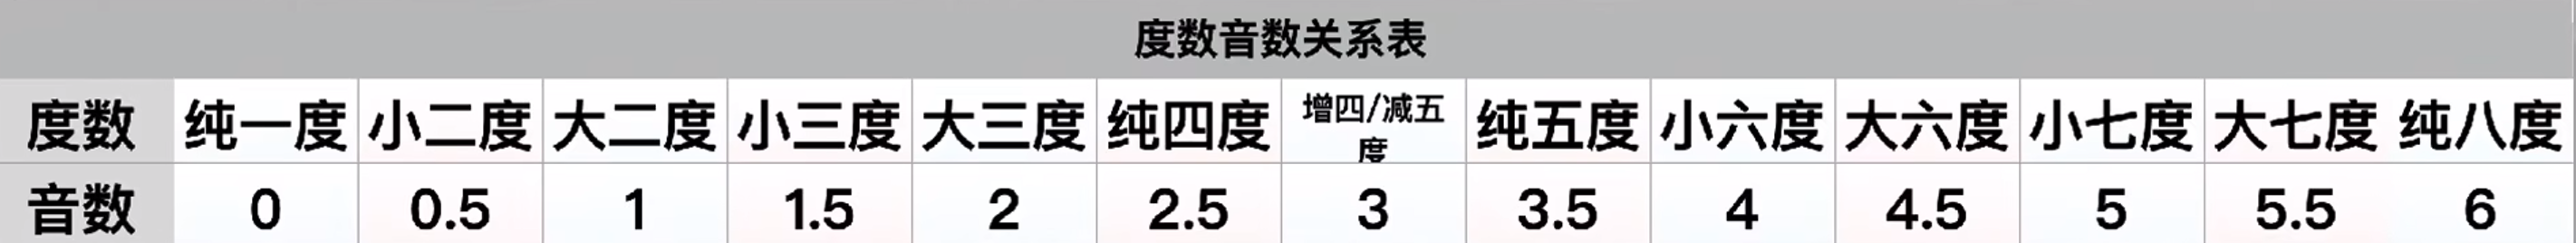 度数音数关系表
度数 纯一度 小二度 大二度 小三度 大三度 纯四度 增四/减五度 纯五度 小六度 大六度 小七度 大七度 纯八度
音数 0 0.5 1 1.5 2 2.5 3 3.5 4 4.5 5 5.5 6